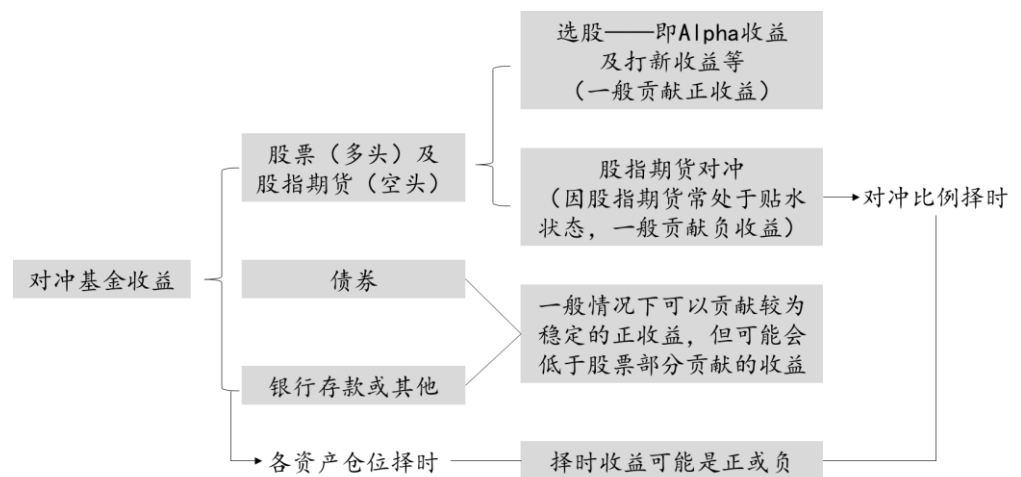 选股——即Alpha收益
及打新收益等
（一般贡献正收益）
股票（多头）及
股指期货（空头）
股指期货对冲
（因股指期货常处于贴水
状态，一般贡献负收益）
对冲比例择时
对冲基金收益
债券
一般情况下可以贡献较为
稳定的正收益，但可能会
低于股票部分贡献的收益
银行存款或其他
各资产仓位择时
择时收益可能是正或负